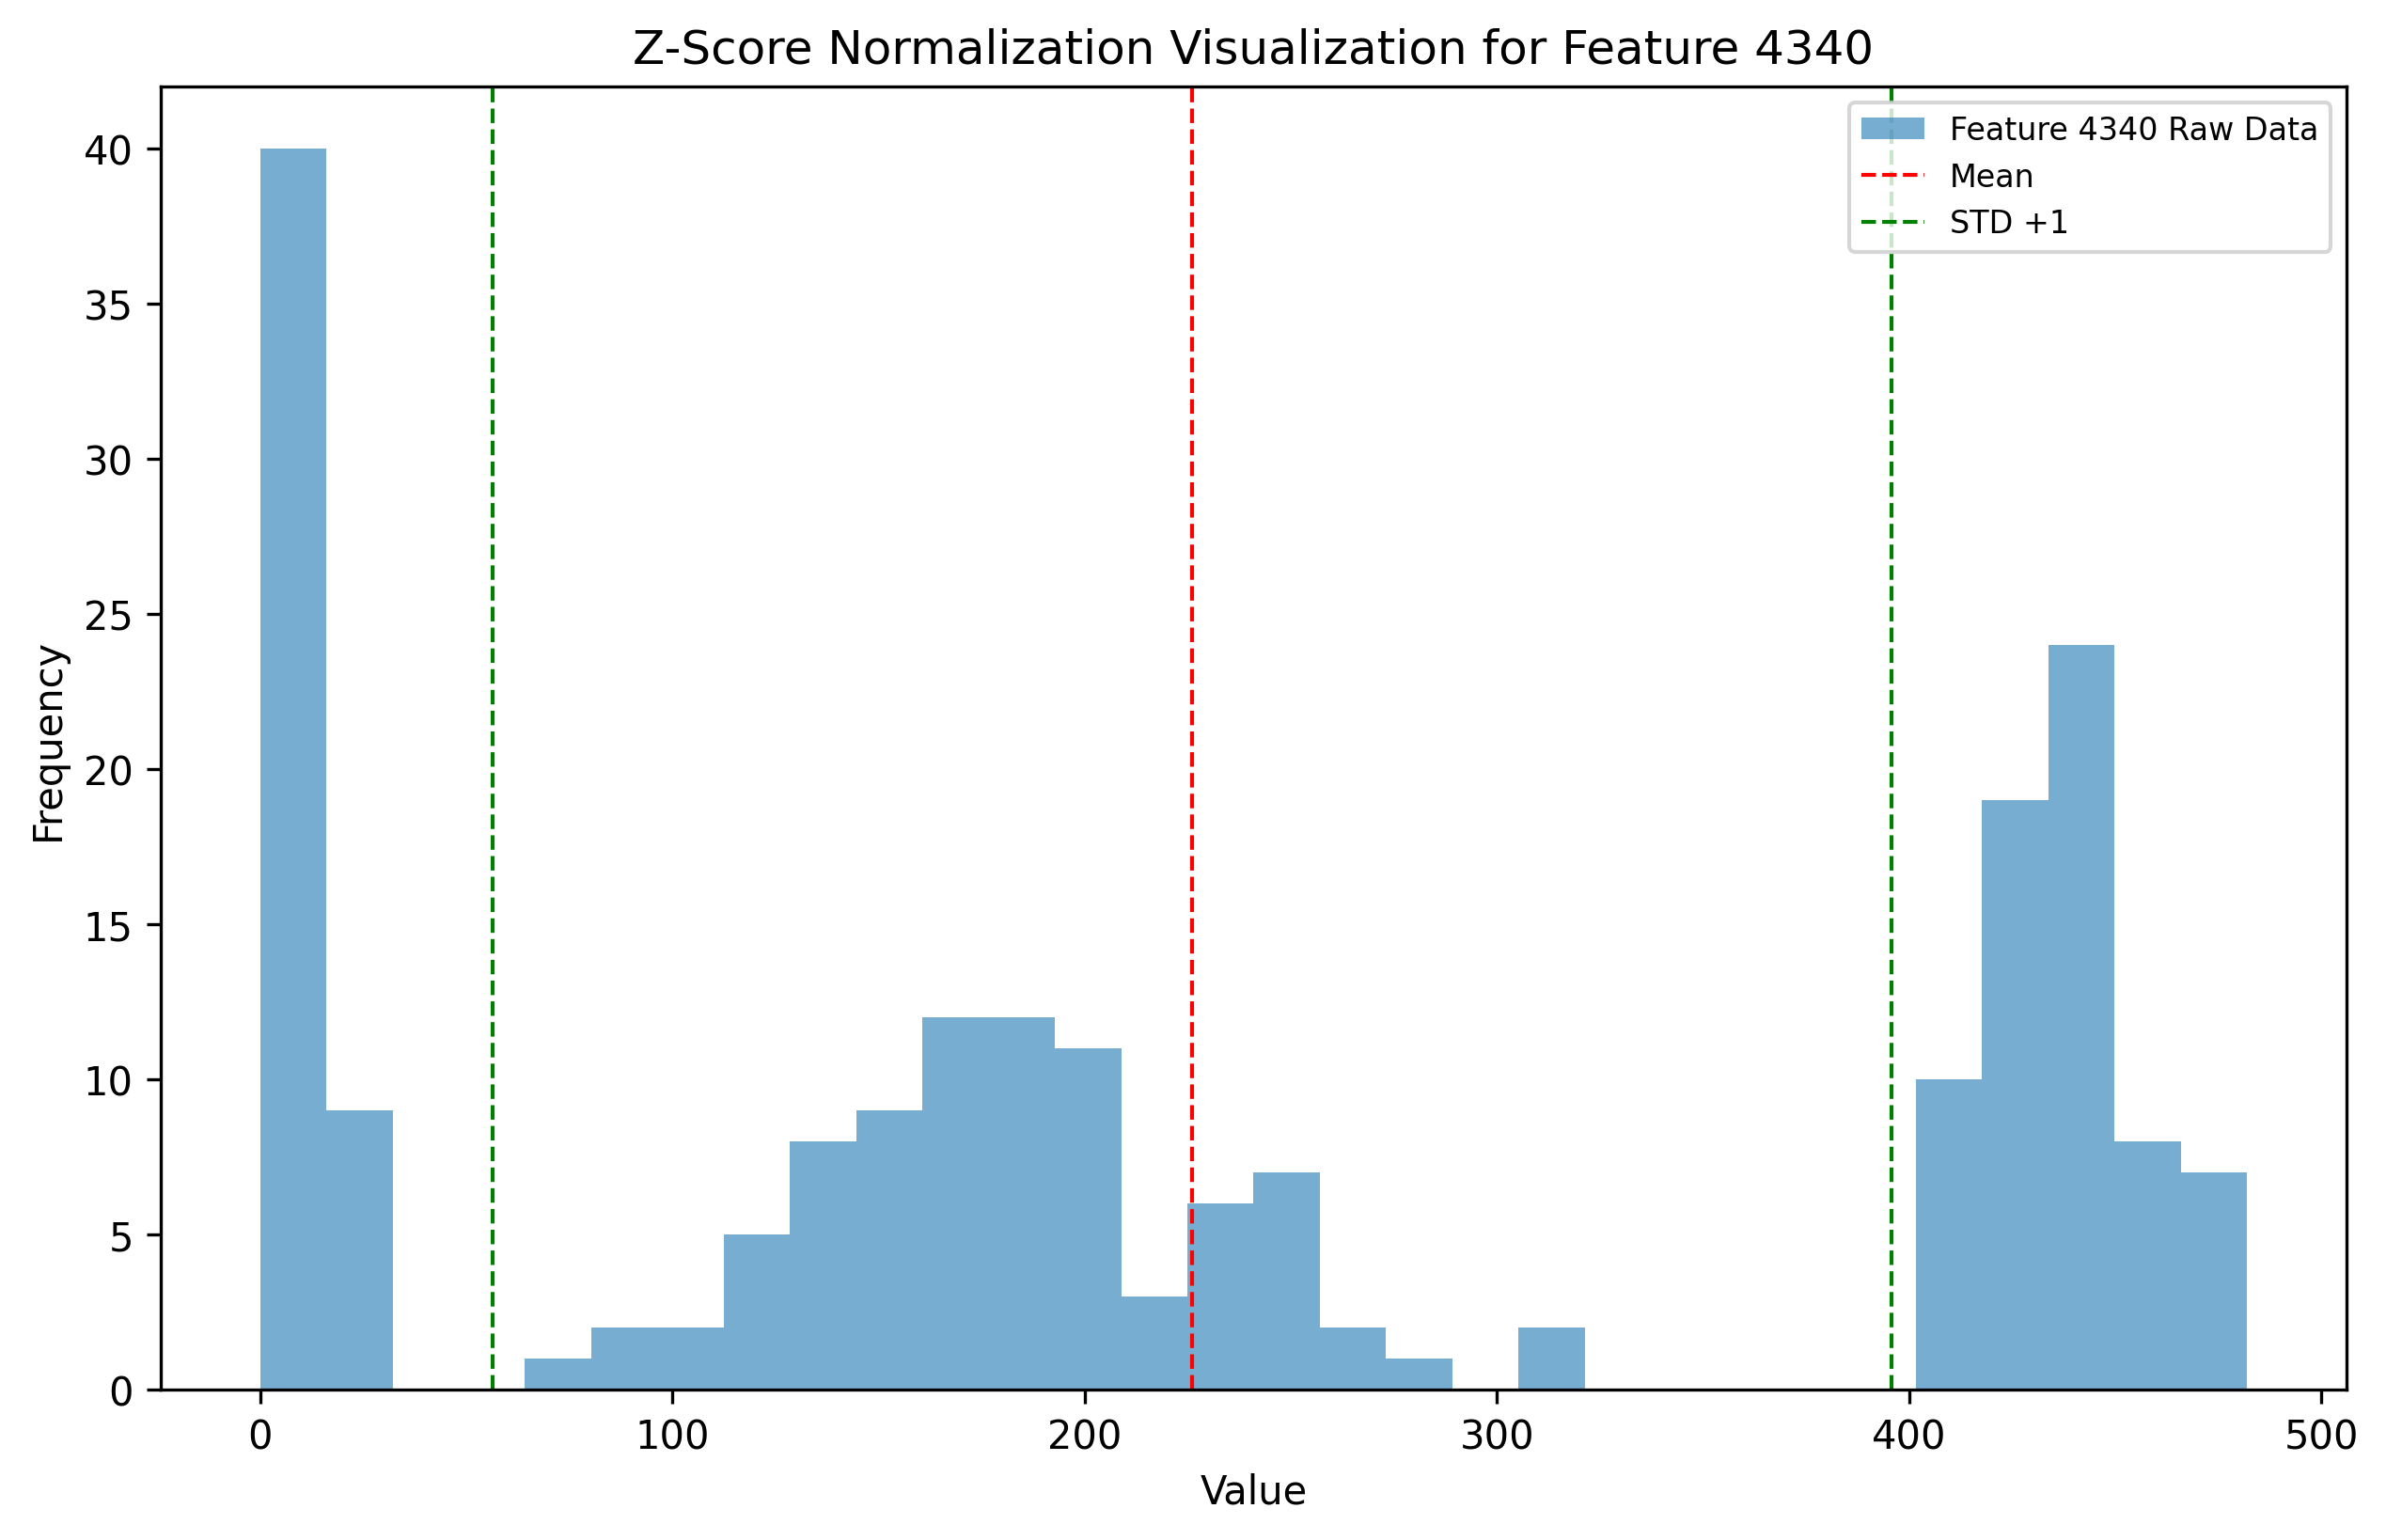 Z-Score Normalization Visualization for Feature 4340
Feature 4340 Raw Data
Mean
STD +1
40
35
30
25
20
15
10
5
0
Frequency
0 100 200 300 400 500
Value